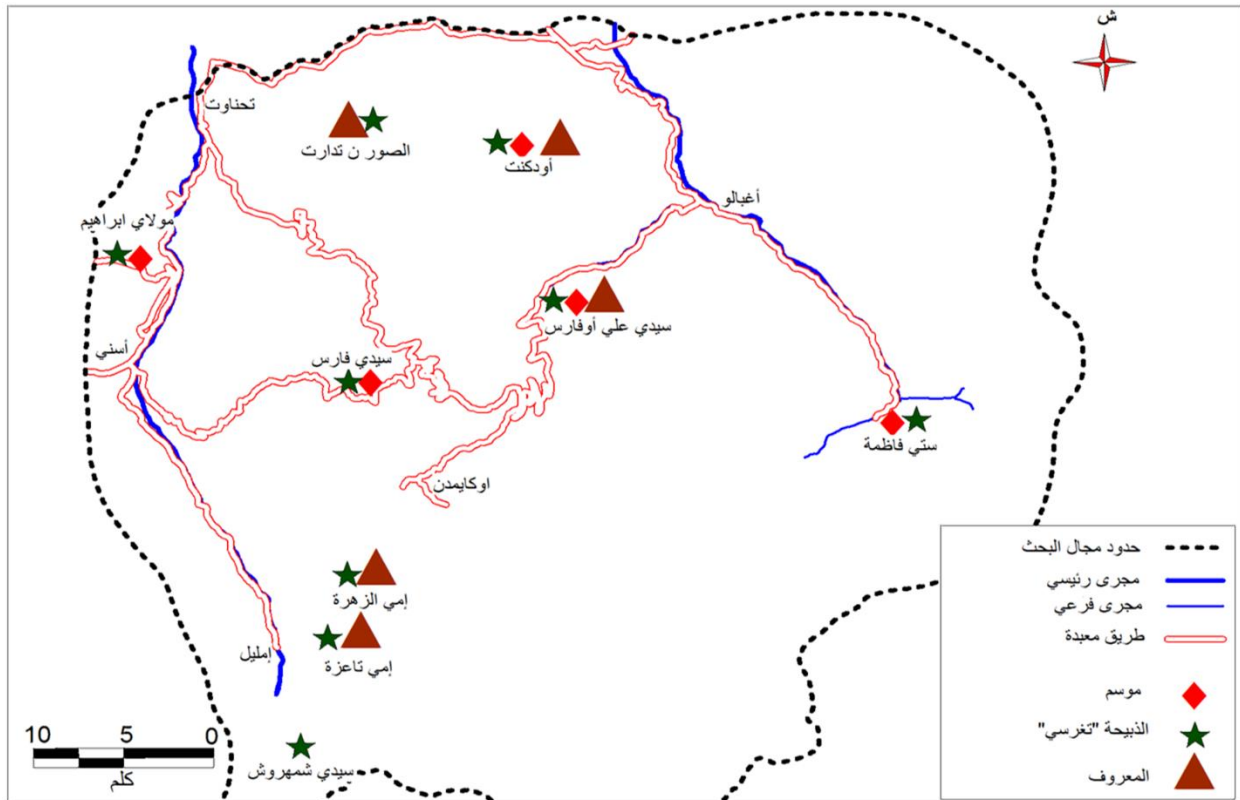 ش
تحناوت
الصور ن تدارت
أودكنت
أغبالو
مولاي ابراهيم
سيدي علي أوفارس
أسني
سيدي فارس
ستي فاظمة
اوكايمدن
إمي الزهرة
إمليل
إمي تاعزة
سيدي شمهروش
10 5 0
كلم
حدود مجال البحث
مجرى رئيسي
مجرى فرعي
طريق معبدة
موسم
الذبيحة "تغرسي"
المعروف